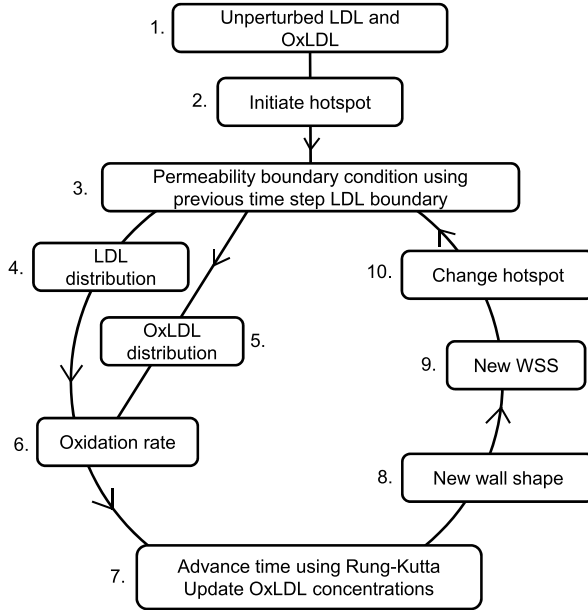 1. Unperturbed LDL and
OxLDL
2. Initiate hotspot
3. Permeability boundary condition using
previous time step LDL boundary
4. LDL
distribution
OxLDL
distribution 5.
6. Oxidation rate
7. Advance time using Rung-Kutta
Update OxLDL concentrations
8. New wall shape
9. New WSS
10. Change hotspot